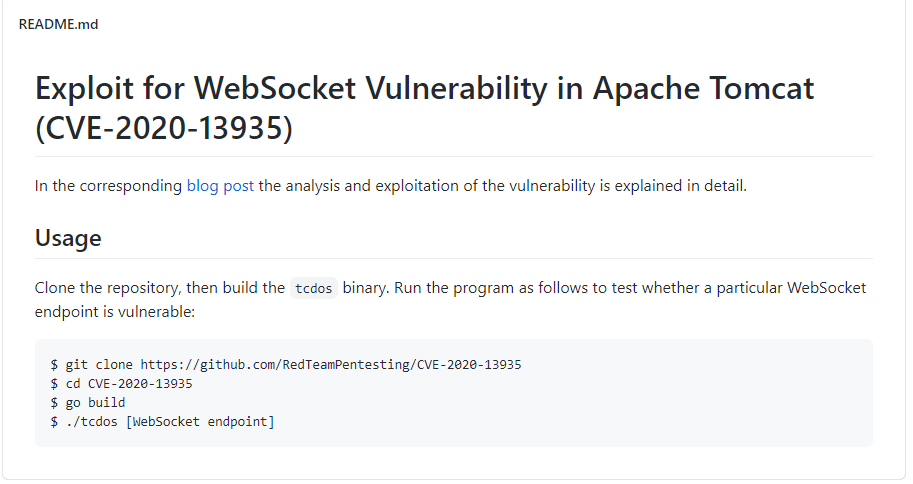 README.md
Exploit for WebSocket Vulnerability in Apache Tomcat
(CVE-2020-13935)
In the corresponding blog post the analysis and exploitation of the vulnerability is explained in detail.
Usage
Clone the repository, then build the tcdos binary. Run the program as follows to test whether a particular WebSocket
endpoint is vulnerable:
$ git clone https://github.com/RedTeamPentesting/CVE-2020-13935
$ cd CVE-2020-13935
$ go build
$ ./tcdos [WebSocket endpoint]